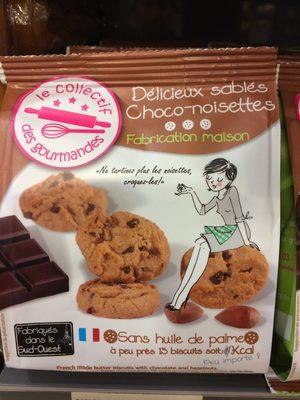 le collectif
des gourmandes
Délicieux sablés
Choco-noisettes
Fabrication maison
«Ne tartinez plus les noisettes,
croquez-les!»
Fabriqués
dans le
Sud-Ouest
Sans huile de palme
à peu près 15 biscuits soit Kcal
Peu importe !
French made butter biscuits with chocolate and hazelnuts.